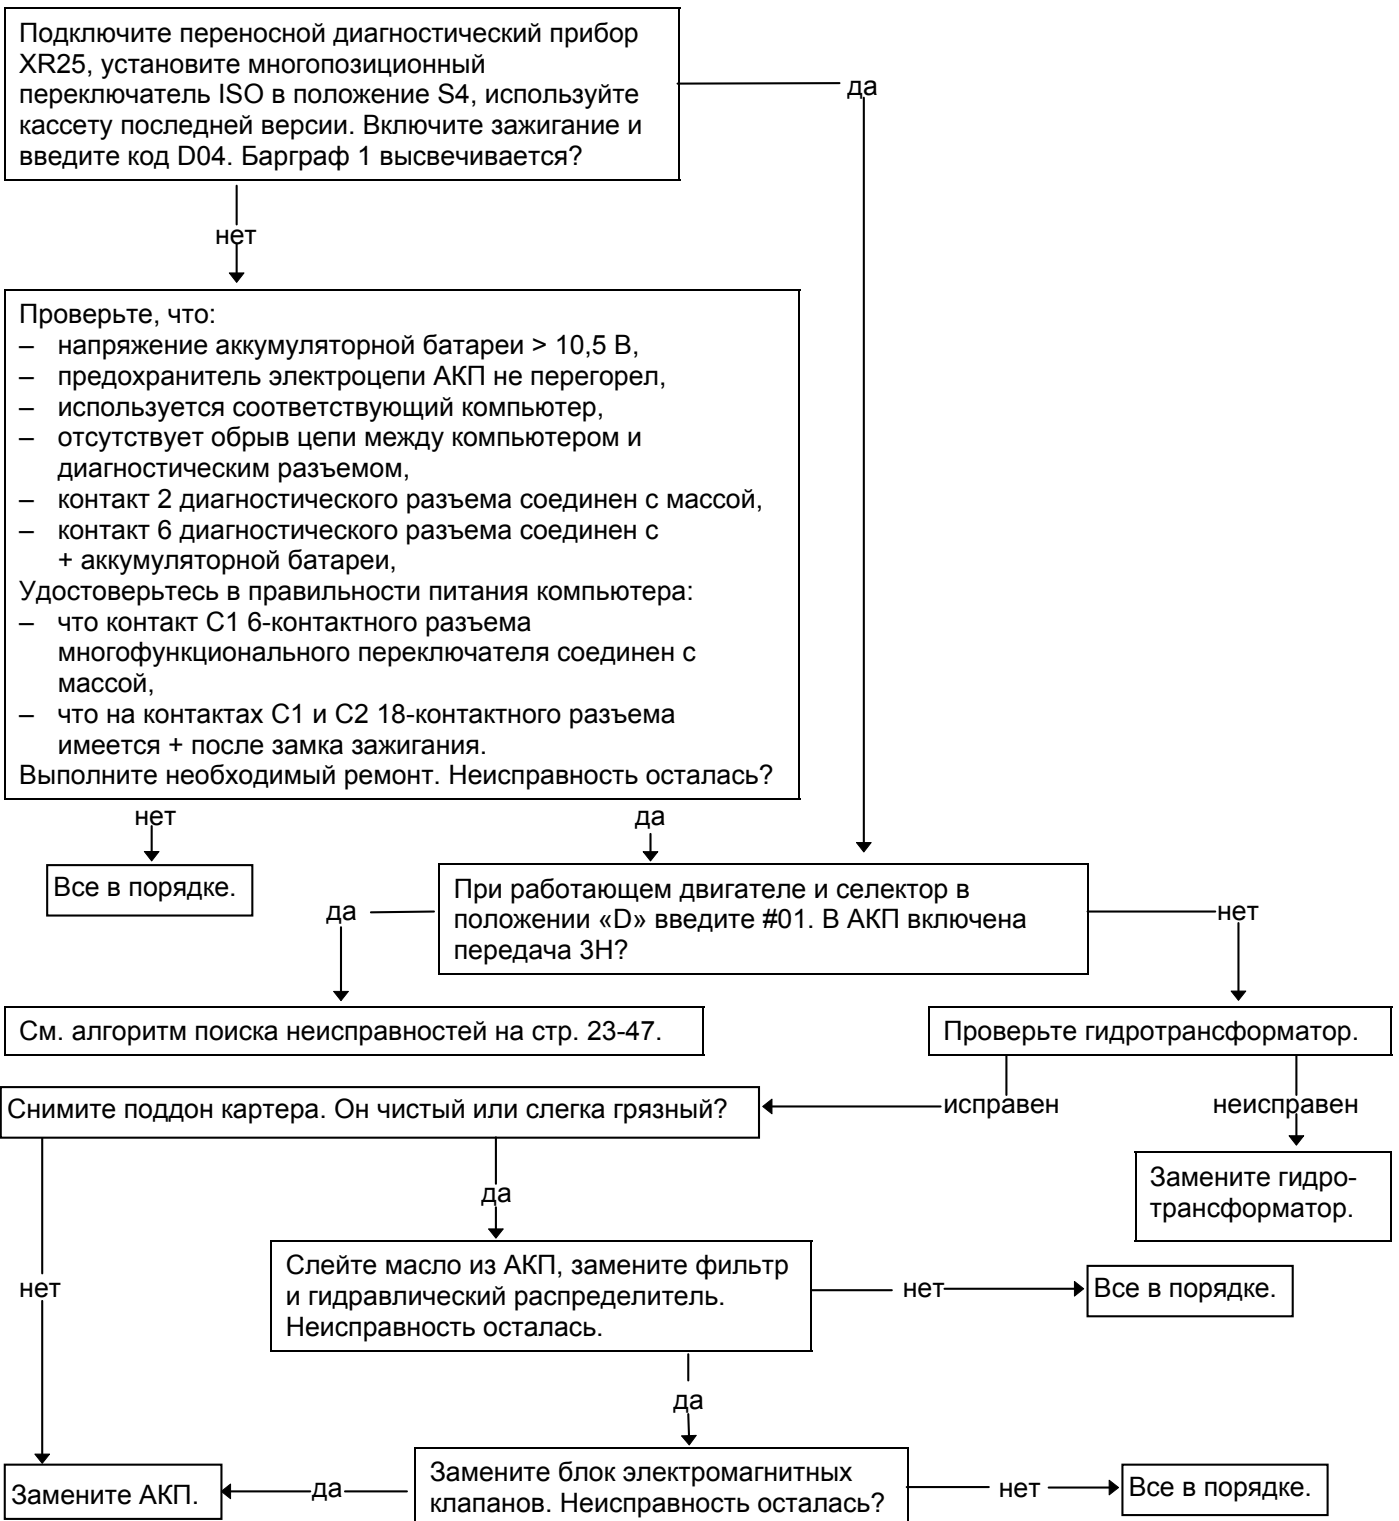 Подключите переносной диагностический прибор
XR25, установите многопозиционный
переключатель ISO в положение S4, используйте
кассету последней версии. Включите зажигание и
введите код D04. Барграф 1 высвечивается?
да
нет
Проверьте, что:
– напряжение аккумуляторной батареи > 10,5 В,
– предохранитель электроцепи АКП не перегорел,
– используется соответствующий компьютер,
– отсутствует обрыв цепи между компьютером и
диагностическим разъемом,
– контакт 2 диагностического разъема соединен с массой,
– контакт 6 диагностического разъема соединен с
+ аккумуляторной батареи,
Удостоверьтесь в правильности питания компьютера:
– что контакт С1 6-контактного разъема
многофункционального переключателя соединен с
массой,
– что на контактах С1 и С2 18-контактного разъема
имеется + после замка зажигания.
Выполните необходимый ремонт. Неисправность осталась?
нет
да
Все в порядке.
При работающем двигателе и селектор в
положении «D» введите #01. В АКП включена
передача 3Н?
да
нет
См. алгоритм поиска неисправностей на стр. 23-47.
Проверьте гидротрансформатор.
исправен
неисправен
Снимите поддон картера. Он чистый или слегка грязный?
Замените гидро-
трансформатор.
да
нет
Слейте масло из АКП, замените фильтр
и гидравлический распределитель.
Неисправность осталась.
нет
Все в порядке.
да
Замените блок электромагнитных
клапанов. Неисправность осталась?
да
Замените АКП.
нет
Все в порядке.